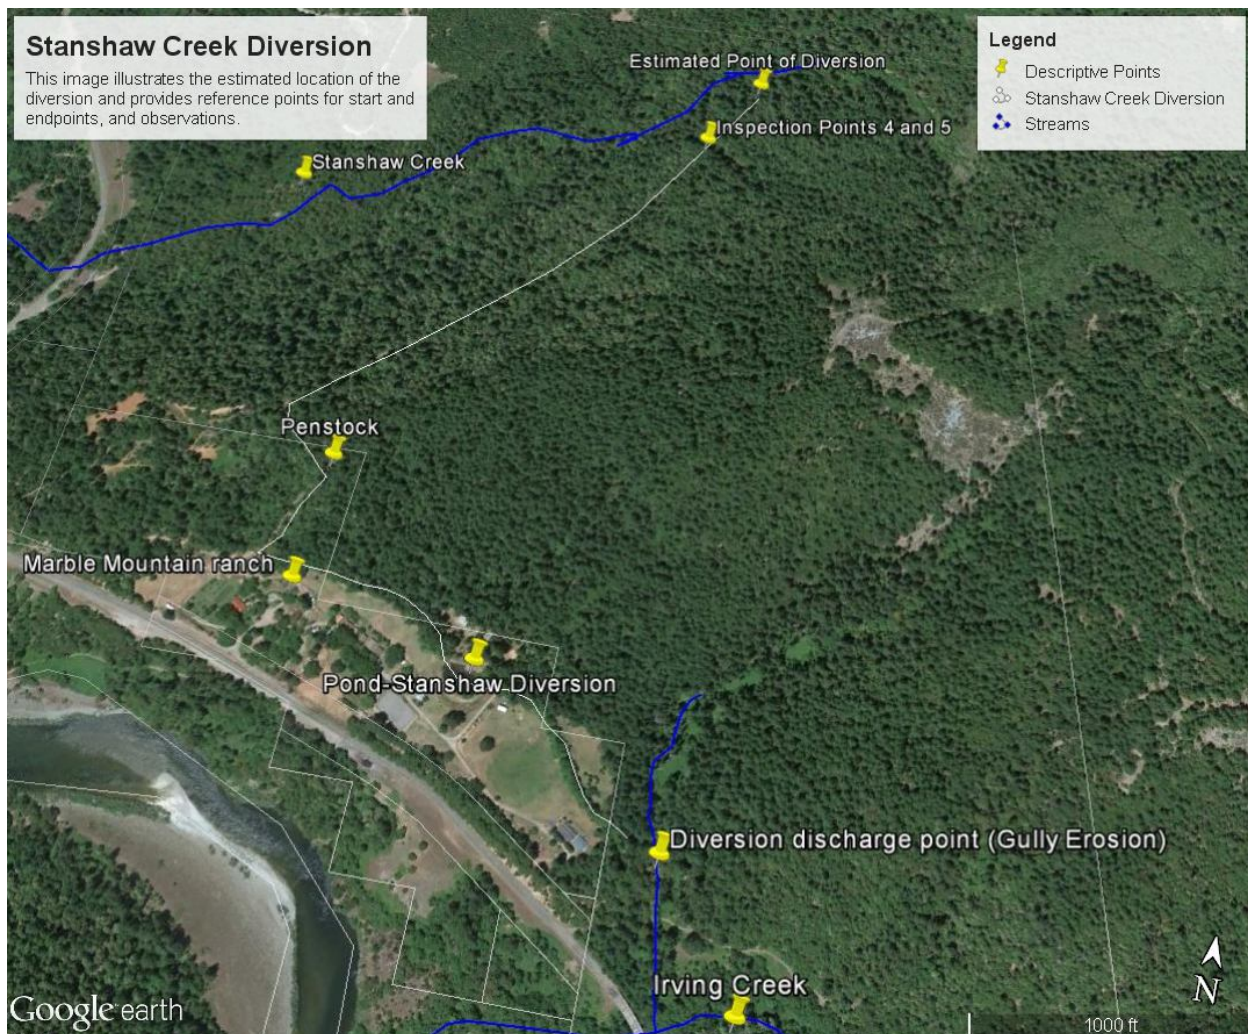 Stanshaw Creek Diversion
This image illustrates the estimated location of the
diversion and provides reference points for start and
endpoints, and observations.
Legend
Descriptive Points
Stanshaw Creek Diversion
Streams
Estimated Point of Diversion
Inspection Points 4 and 5
Stanshaw Creek
Penstock
Marble Mountain ranch
Pond-Stanshaw Diversion
Diversion discharge point (Gully Erosion)
Irving Creek
Google earth
N
1000 ft